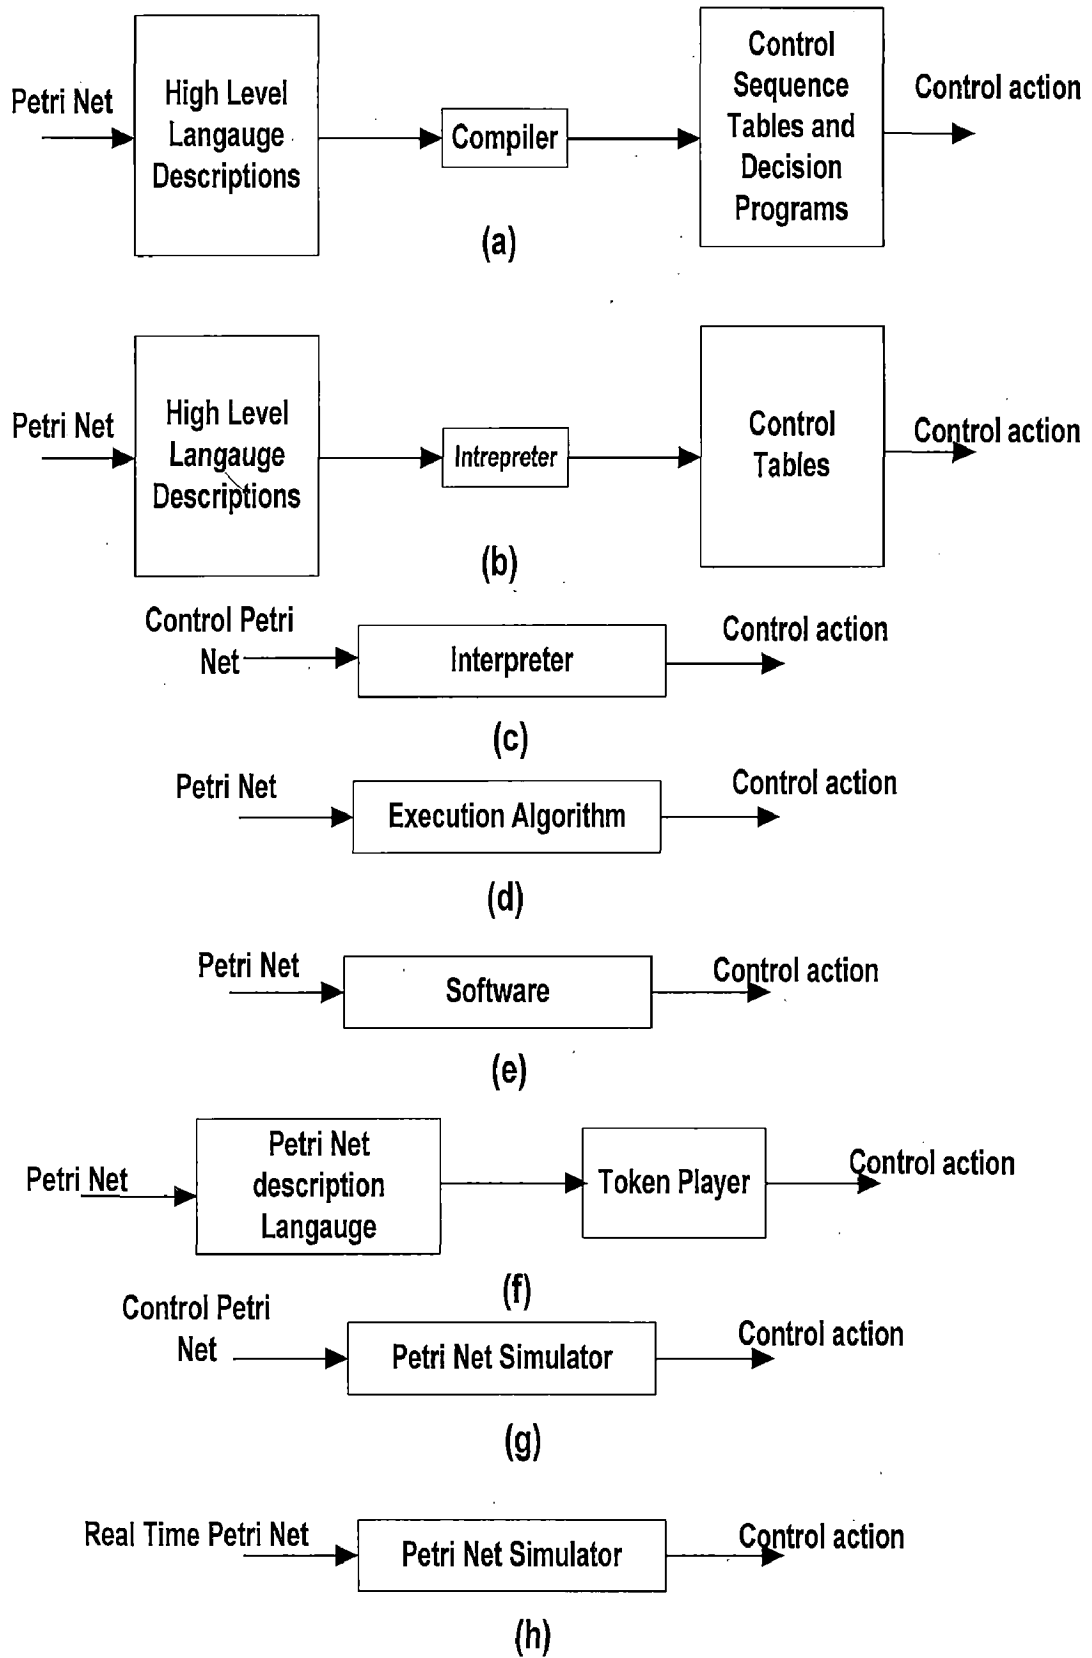 Petri Net
High Level
Langauge
Descriptions
Compiler
Control
Sequence
Tables and
Decision
Programs
Control action
(a)
Petri Net
High Level
Langauge
Descriptions
Intrepreter
Control
Tables
Control action
(b)
Control Petri
Net
Interpreter
Control action
(c)
Petri Net
Execution Algorithm
Control action
(d)
Petri Net
Software
Control action
(e)
Petri Net
Petri Net
description
Langauge
Token Player
Control action
(f)
Control Petri
Net
Petri Net Simulator
Control action
(g)
Real Time Petri Net
Petri Net Simulator
Control action
(h)